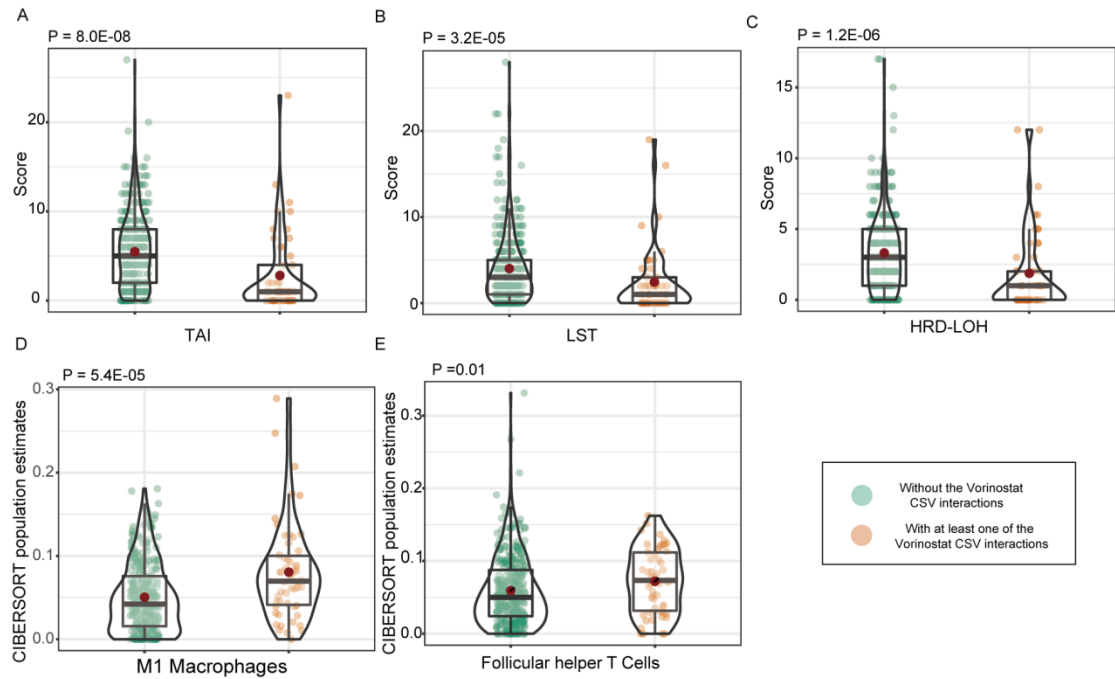 A
P = 8.0E-08
Score
20
10
0
TAI
B
P = 3.2E-05
Score
20
10
0
LST
C
P = 1.2E-06
Score
15
10
5
0
HRD-LOH
D
P = 5.4E-05
CIBERSORT population estimates
0.3
0.2
0.1
0.0
M1 Macrophages
E
P =0.01
CIBERSORT population estimates
0.3
0.2
0.1
0.0
Follicular helper T Cells
Without the Vorinostat
CSV interactions
With at least one of the
Vorinostat CSV interactions